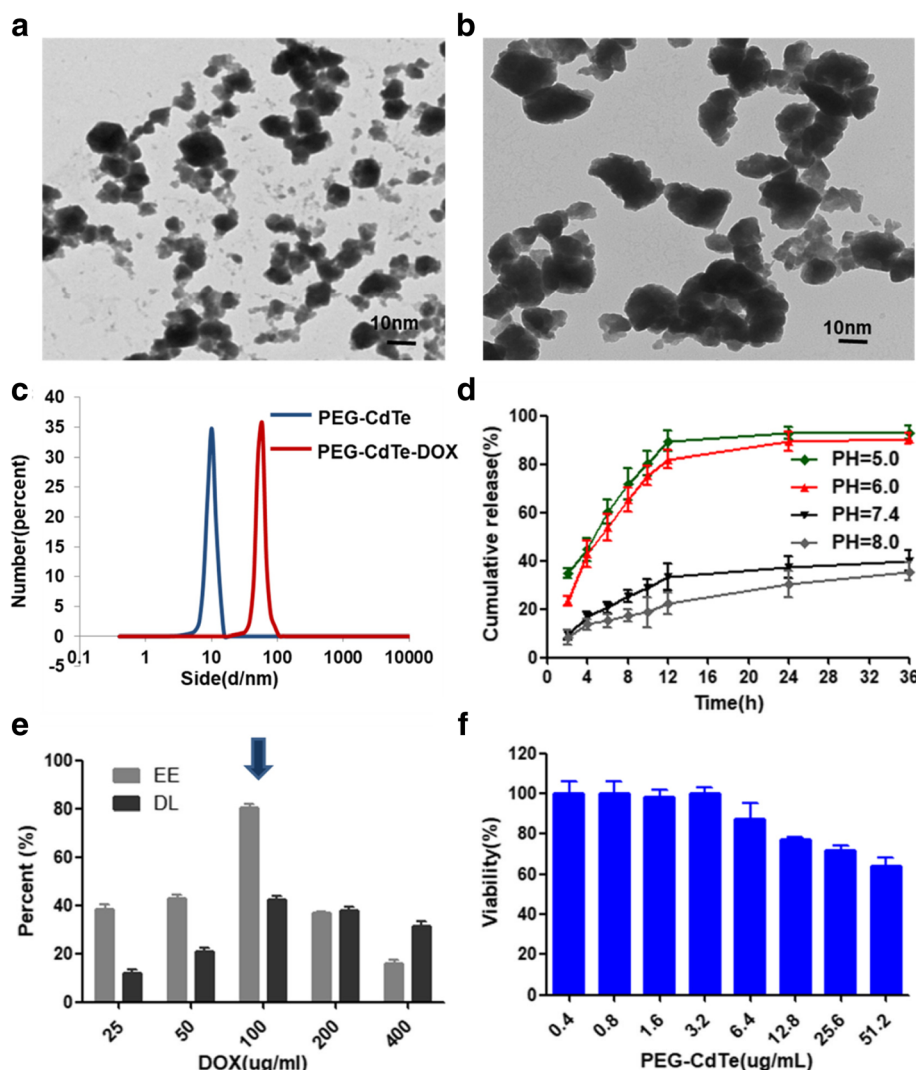 a
b
10nm
10nm
c
40
35
30
25
20
15
10
5
0
-5
0.1
1
10
100
1000
10000
Number(percent)
Side(d/nm)
PEG-CdTe
PEG-CdTe-DOX
d
100
80
60
40
20
0
0
4
8
12
16
20
24
28
32
36
Cumulative release(%)
Time(h)
PH=5.0
PH=6.0
PH=7.4
PH=8.0
e
100
80
60
40
20
0
25
50
100
200
400
Percent (%)
DOX(ug/ml)
EE
DL
f
120
100
80
60
40
20
0
0.4
0.8
1.6
3.2
6.4
12.8
25.6
51.2
Viability(%)
PEG-CdTe(ug/mL)